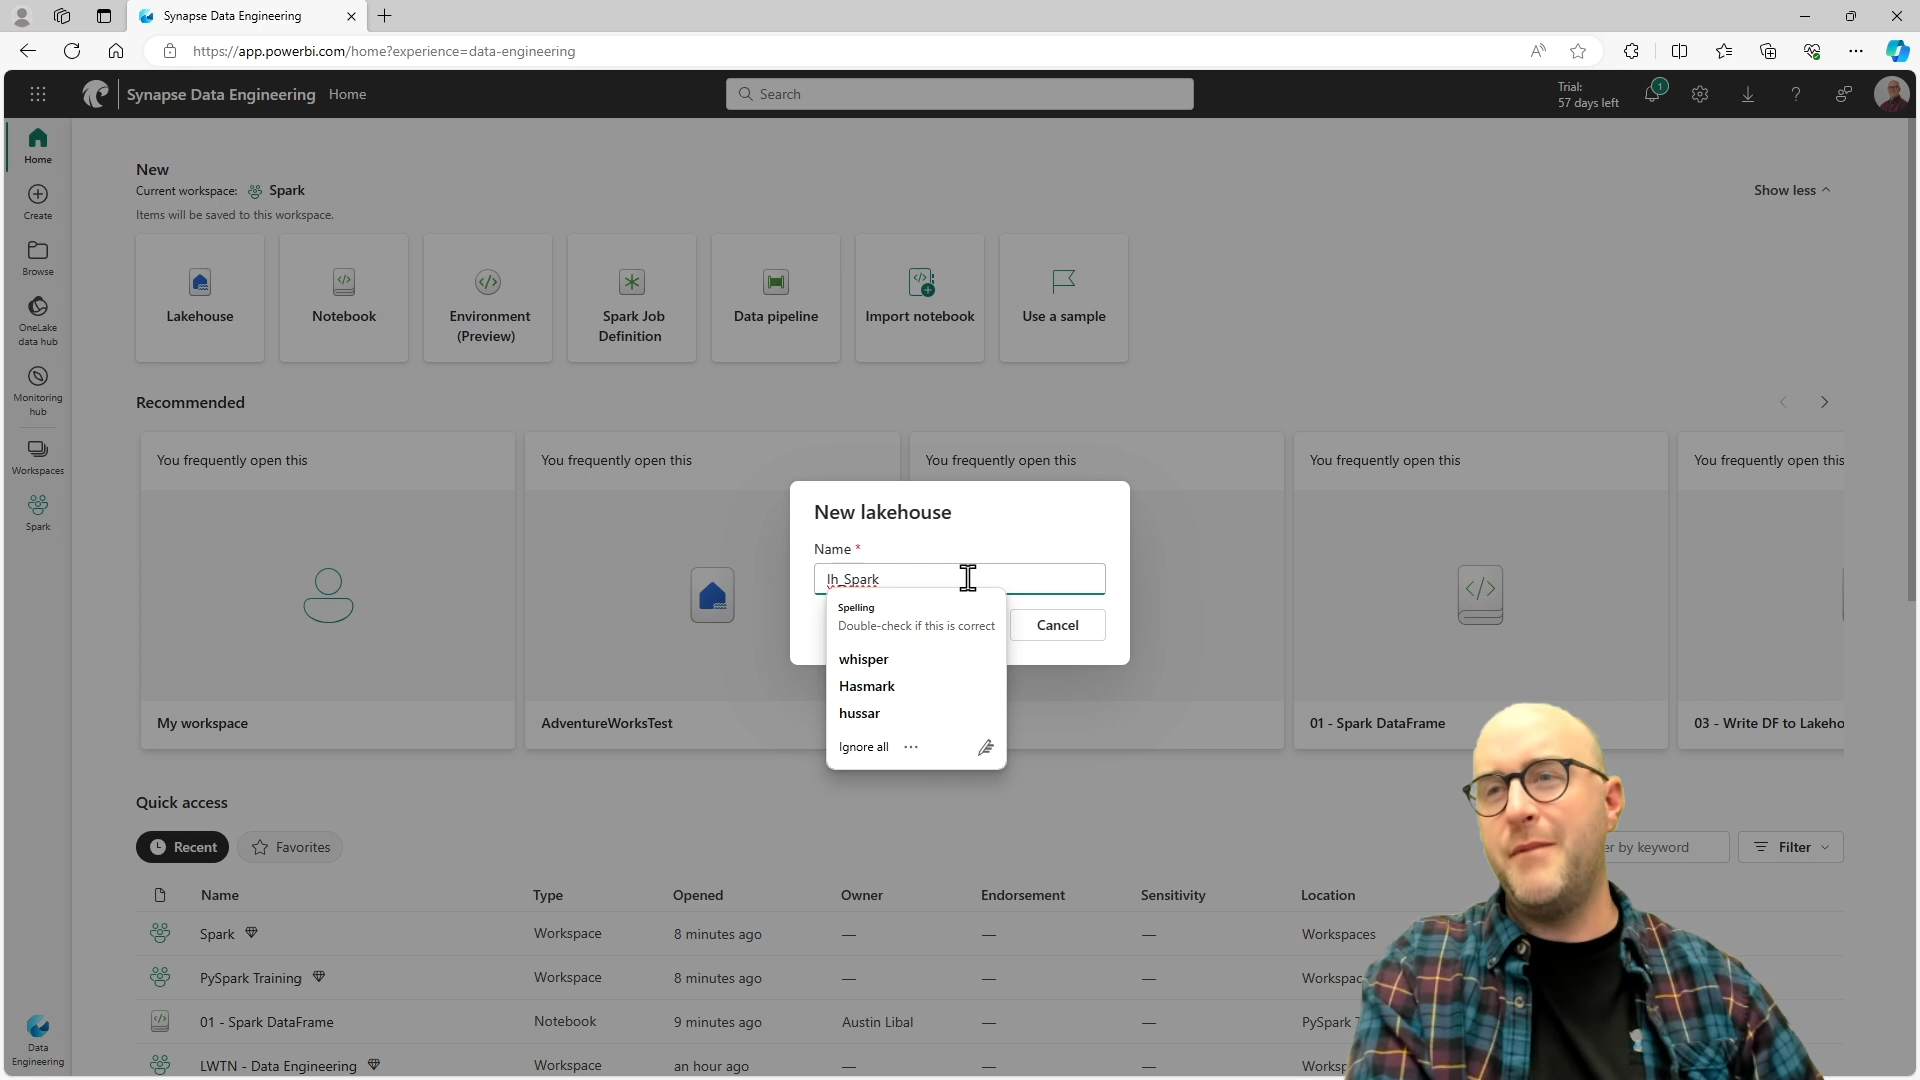 Synapse Data Engineering
https://app.powerbi.com/home?experience=data-engineering
Synapse Data Engineering Home
Search
Trial:
57 days left
1
Home
Create
Browse
OneLake
data hub
Monitoring
hub
Workspaces
Spark
Data
Engineering
New
Current workspace: Spark
Items will be saved to this workspace.
Show less
Lakehouse
Notebook
Environment
(Preview)
Spark Job
Definition
Data pipeline
Import notebook
Use a sample
Recommended
You frequently open this
You frequently open this
You frequently open this
You frequently open this
You frequently open this
My workspace
AdventureWorksTest
01 - Spark DataFrame
03 - Write DF to Lakeho
New lakehouse
Name *
lh_Spark
Spelling
Double-check if this is correct
whisper
Hasmark
hussar
Ignore all
Cancel
Quick access
Recent
Favorites
er by keyword
Filter
Name Type Opened Owner Endorsement Sensitivity Location
Spark Workspace 8 minutes ago — — — Workspaces
PySpark Training Workspace 8 minutes ago — — — Workspac
01 - Spark DataFrame Notebook 9 minutes ago Austin Libal — — PySpark T
LWTN - Data Engineering Workspace an hour ago — — — Worksp